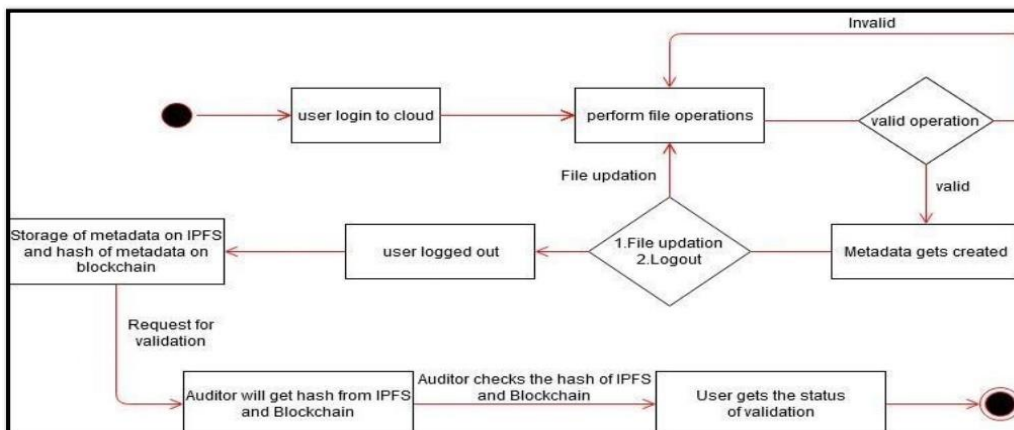 Invalid
user login to cloud
perform file operations
valid operation
File updation
valid
Storage of metadata on IPFS
and hash of metadata on
blockchain
user logged out
1.File updation
2.Logout
Metadata gets created
Request for
validation
Auditor will get hash from IPFS
and Blockchain
Auditor checks the hash of IPFS
and Blockchain
User gets the status
of validation